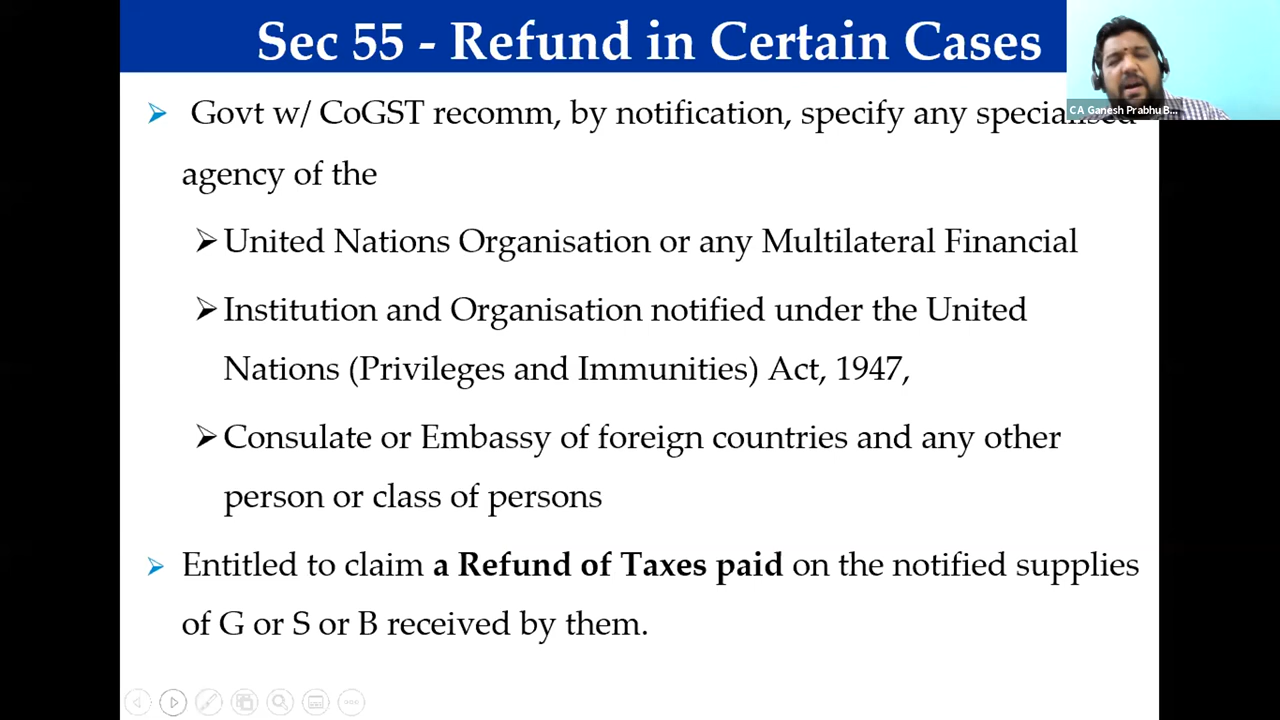 Sec 55 - Refund in Certain Cases
CA Ganesh Prabhu B...
Govt w/ CoGST recomm, by notification, specify any specialised
agency of the
United Nations Organisation or any Multilateral Financial
Institution and Organisation notified under the United
Nations (Privileges and Immunities) Act, 1947,
Consulate or Embassy of foreign countries and any other
person or class of persons
Entitled to claim a Refund of Taxes paid on the notified supplies
of G or S or B received by them.